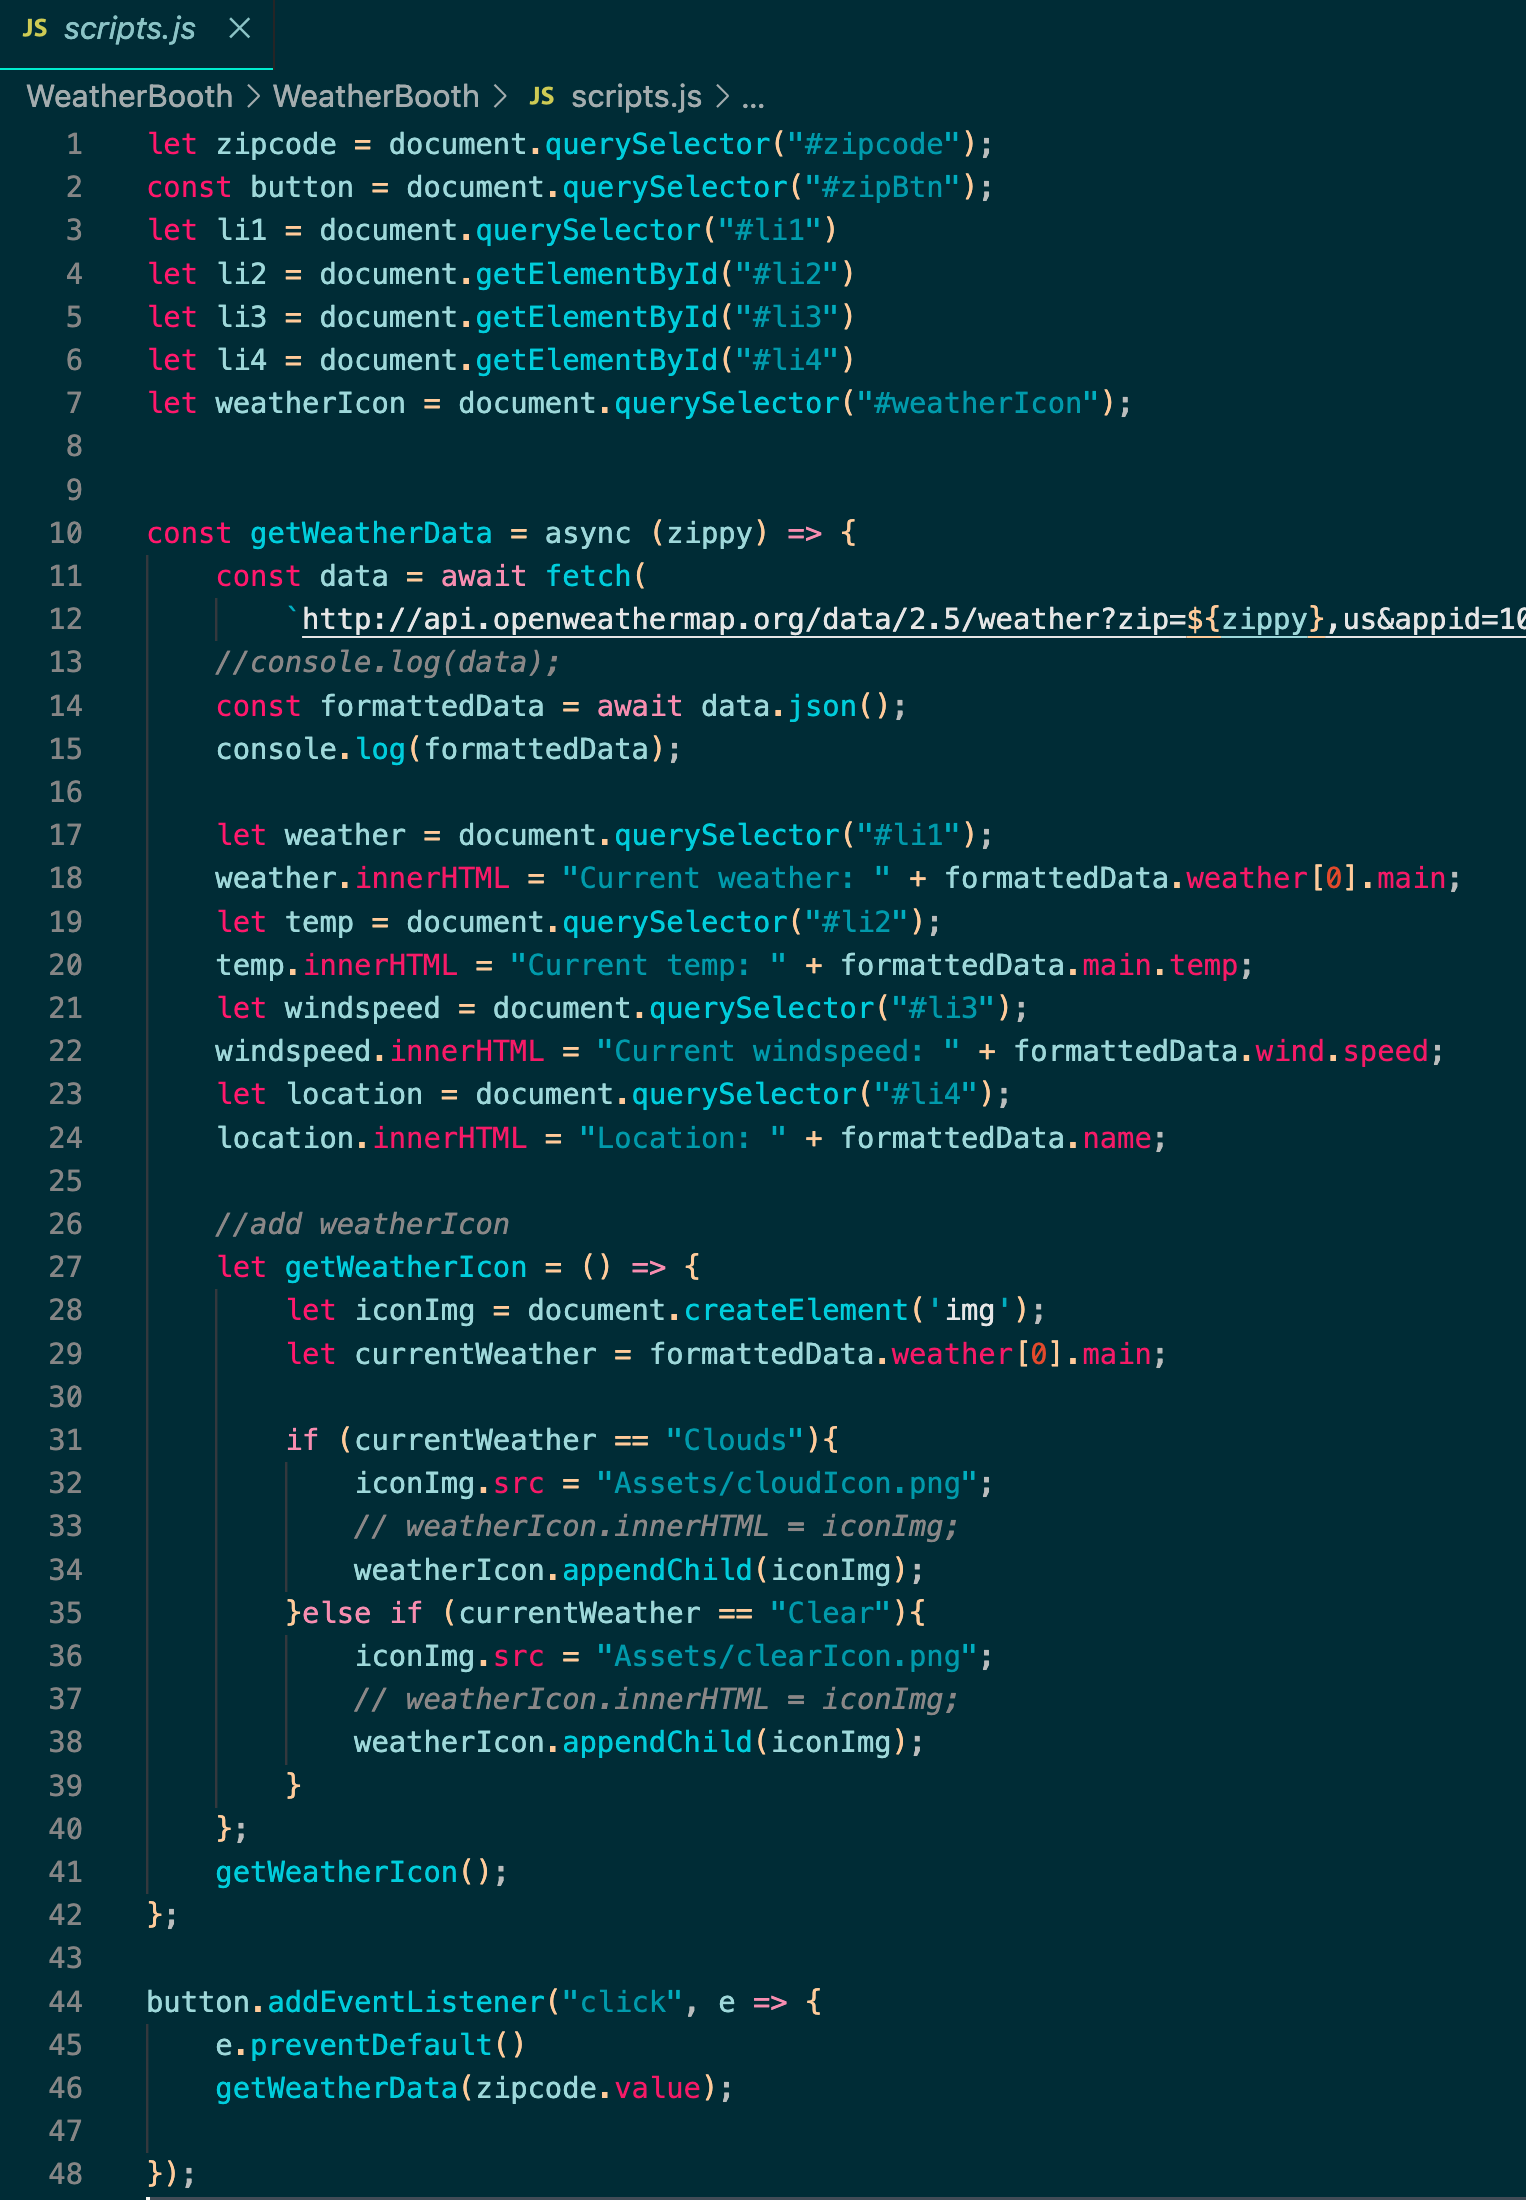 JS scripts.js ×
WeatherBooth > WeatherBooth > JS scripts.js > ...
1 let zipcode = document.querySelector("#zipcode");
2 const button = document.querySelector("#zipBtn");
3 let li1 = document.querySelector("#li1")
4 let li2 = document.getElementById("#li2")
5 let li3 = document.getElementById("#li3")
6 let li4 = document.getElementById("#li4")
7 let weatherIcon = document.querySelector("#weatherIcon");
8
9
10 const getWeatherData = async (zippy) => {
11 const data = await fetch(
12 `http://api.openweathermap.org/data/2.5/weather?zip=${zippy},us&appid=10
13 //console.log(data);
14 const formattedData = await data.json();
15 console.log(formattedData);
16
17 let weather = document.querySelector("#li1");
18 weather.innerHTML = "Current weather: " + formattedData.weather[0].main;
19 let temp = document.querySelector("#li2");
20 temp.innerHTML = "Current temp: " + formattedData.main.temp;
21 let windspeed = document.querySelector("#li3");
22 windspeed.innerHTML = "Current windspeed: " + formattedData.wind.speed;
23 let location = document.querySelector("#li4");
24 location.innerHTML = "Location: " + formattedData.name;
25
26 //add weatherIcon
27 let getWeatherIcon = () => {
28 let iconImg = document.createElement('img');
29 let currentWeather = formattedData.weather[0].main;
30
31 if (currentWeather == "Clouds"){
32 iconImg.src = "Assets/cloudIcon.png";
33 // weatherIcon.innerHTML = iconImg;
34 weatherIcon.appendChild(iconImg);
35 }else if (currentWeather == "Clear"){
36 iconImg.src = "Assets/clearIcon.png";
37 // weatherIcon.innerHTML = iconImg;
38 weatherIcon.appendChild(iconImg);
39 }
40 };
41 getWeatherIcon();
42 };
43
44 button.addEventListener("click", e => {
45 e.preventDefault()
46 getWeatherData(zipcode.value);
47
48 });